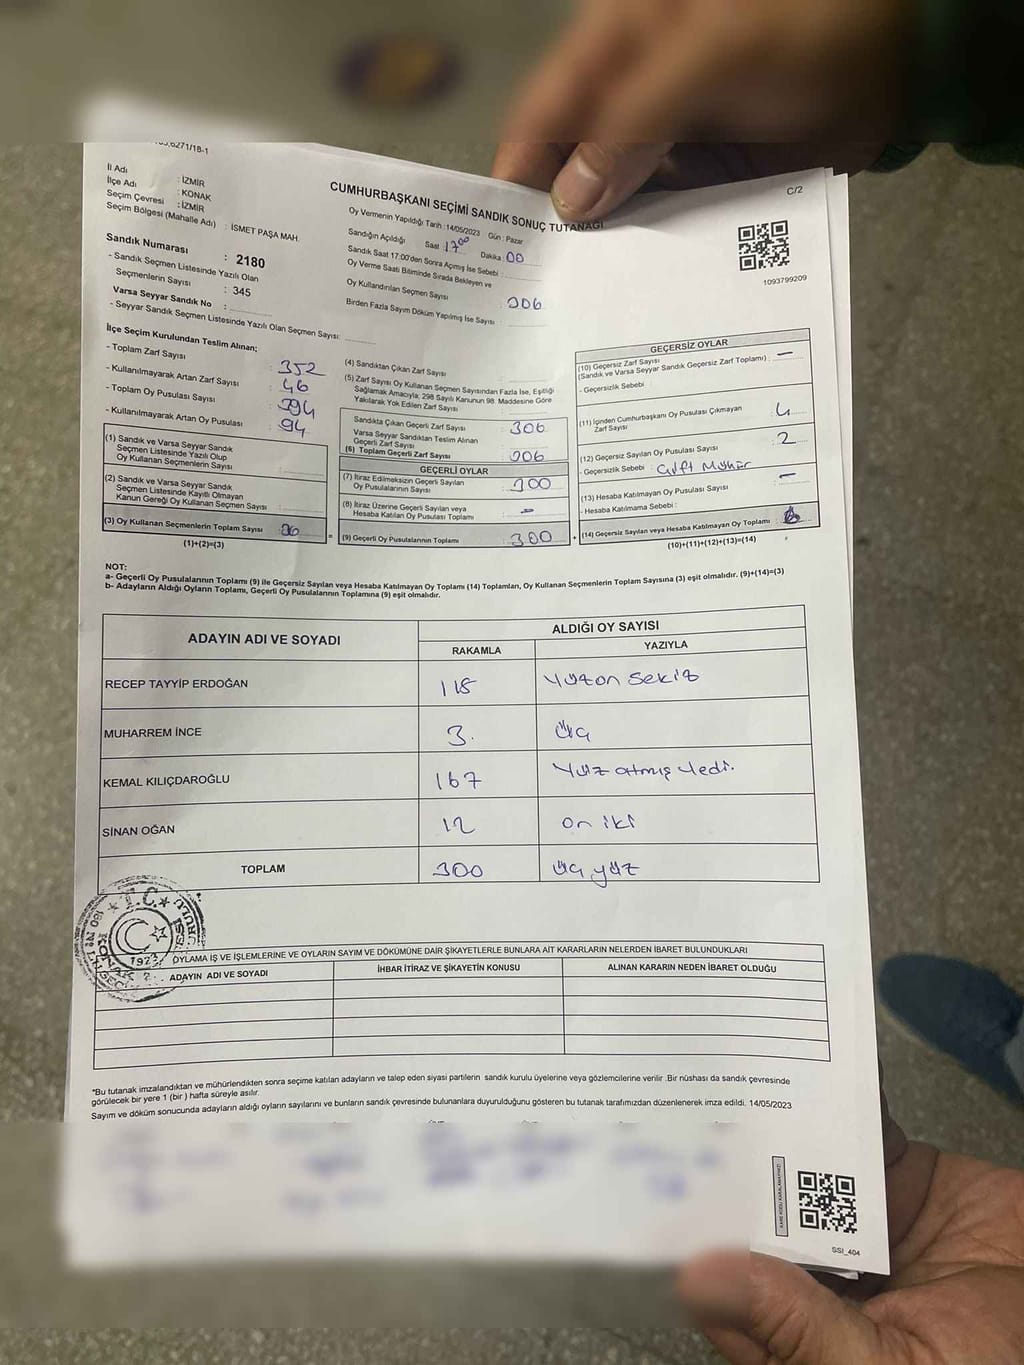 İl Adı : İZMİR
İlçe Adı : KONAK
Seçim Çevresi : İZMİR
Seçim Bölgesi (Mahalle Adı) : İSMET PAŞA MAH.
Sandık Numarası : 2180
- Sandık Seçmen Listesinde Yazılı Olan
Seçmenlerin Sayısı : 345
Varsa Seyyar Sandık No :
- Seyyar Sandık Seçmen Listesinde Yazılı Olan Seçmen Sayısı:
CUMHURBAŞKANI SEÇİMİ SANDIK SONUÇ TUTANAĞI
C/2
Oy Vermenin Yapıldığı Tarih : 14/05/2023 Gün : Pazar
Sandığın Açıldığı Saat : 17 00 Dakika : 00
Sandık Saat 17:00'den Sonra Açmış İse Sebebi :
Oy Verme Saati Bitiminde Sırada Bekleyen ve
Oy Kullandırılan Seçmen Sayısı : 306
Birden Fazla Sayım Döküm Yapılmış İse Sayısı :
1093799209
İlçe Seçim Kurulundan Teslim Alınan;
- Toplam Zarf Sayısı : 352
- Kullanılmayarak Artan Zarf Sayısı : 46
- Toplam Oy Pusulası Sayısı : 394
- Kullanılmayarak Artan Oy Pusulası : 94
(1) Sandık ve Varsa Seyyar Sandık
Seçmen Listesinde Yazılı Olup
Oy Kullanan Seçmenlerin Sayısı :
(2) Sandık ve Varsa Seyyar Sandık
Seçmen Listesinde Kayıtlı Olmayan
Kanun Gereği Oy Kullanan Seçmen Sayısı :
(3) Oy Kullanan Seçmenlerin Toplam Sayısı :
(1)+(2)=(3)
(4) Sandıktan Çıkan Zarf Sayısı :
(5) Zarf Sayısı Oy Kullanan Seçmen Sayısından Fazla İse, Eşitliği
Sağlamak Amacıyla; 298 Sayılı Kanunun 98. Maddesine Göre
Yakılarak Yok Edilen Zarf Sayısı :
Sandıkta Çıkan Geçerli Zarf Sayısı : 306
Varsa Seyyar Sandıktan Teslim Alınan
Geçerli Zarf Sayısı :
(6) Toplam Geçerli Zarf Sayısı : 306
GEÇERLİ OYLAR
(7) İtiraz Edilmeksizin Geçerli Sayılan
Oy Pusulalarının Sayısı : 300
(8) İtiraz Üzerine Geçerli Sayılan veya
Hesaba Katılan Oy Pusulası Toplamı : -
= (9) Geçerli Oy Pusulalarının Toplamı : 300
GEÇERSİZ OYLAR
(10) Geçersiz Zarf Sayısı
(Sandık ve Varsa Seyyar Sandık Geçersiz Zarf Toplamı) : -
- Geçersizlik Sebebi :
(11) İçinden Cumhurbaşkanı Oy Pusulası Çıkmayan
Zarf Sayısı : 4
(12) Geçersiz Sayılan Oy Pusulası Sayısı : 2
- Geçersizlik Sebebi : Çift Mühür
(13) Hesaba Katılmayan Oy Pusulası Sayısı : -
- Hesaba Katmama Sebebi :
+ (14) Geçersiz Sayılan veya Hesaba Katılmayan Oy Toplamı : 6
(10)+(11)+(12)+(13)=(14)
NOT:
a- Geçerli Oy Pusulalarının Toplamı (9) ile Geçersiz Sayılan veya Hesaba Katılmayan Oy Toplamı (14) Toplamları, Oy Kullanan Seçmenlerin Toplam Sayısına (3) eşit olmalıdır. (9)+(14)=(3)
b- Adayların Aldığı Oyların Toplamı, Geçerli Oy Pusulalarının Toplamına (9) eşit olmalıdır.
ADAYIN ADI VE SOYADI ALDIĞI OY SAYISI
RAKAMLA YAZIYLA
RECEP TAYYİP ERDOĞAN 118 Yüzon sekiz
MUHARREM İNCE 3. Üç
KEMAL KILIÇDAROĞLU 167 Yüz atmış Yedi.
SİNAN OĞAN 12 on iki
TOPLAM 300 Üç yüz
T.C.
1923
OYLAMA İŞ VE İŞLEMLERİNE VE OYLARIN SAYIM VE DÖKÜMÜNE DAİR ŞİKAYETLERLE BUNLARA AİT KARARLARIN NELERDEN İBARET BULUNDUKLARI
ADAYIN ADI VE SOYADI İHBAR İTİRAZ VE ŞİKAYETİN KONUSU ALINAN KARARIN NEDEN İBARET OLDUĞU
*Bu tutanak imzalandıktan ve mühürlendikten sonra seçime katılan adayların ve talep eden siyasi partilerin sandık kurulu üyelerine veya gözlemcilerine verilir .Bir nüshası da sandık çevresinde
görülecek bir yere 1 (bir ) hafta süreyle asılır.
Sayım ve döküm sonucunda adayların aldığı oyların sayılarını ve bunların sandık çevresinde bulunanlara duyurulduğunu gösteren bu tutanak tarafımızdan düzenlenerek imza edildi. 14/05/2023
KARE KODU KARALAMAYINIZ!
SSI_404